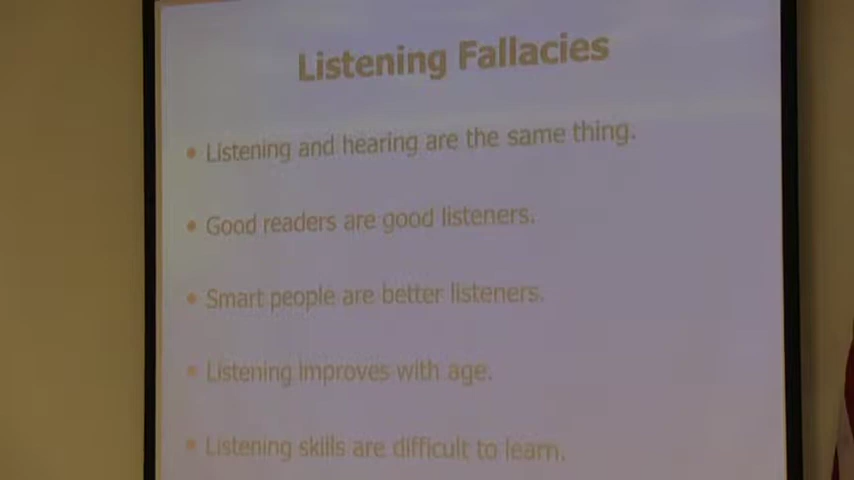 Listening Fallacies
• Listening and hearing are the same thing.
• Good readers are good listeners.
• Smart people are better listeners.
• Listening improves with age.
• Listening skills are difficult to learn.